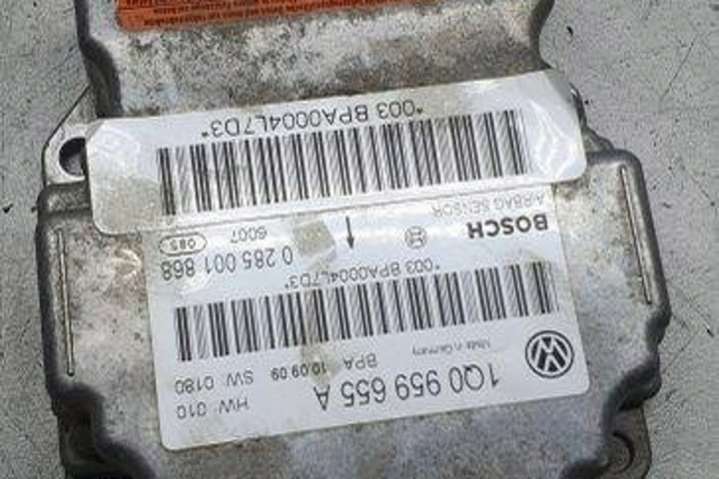 1Q0 959 655 A
HW 010
BPA 10.09.09 SW 0180
Made in Germany
*003 BPA0004L7D3*
0 285 001 868
6007 085
BOSCH
AIRBAG SENSOR
*003 BPA0004L7D3*